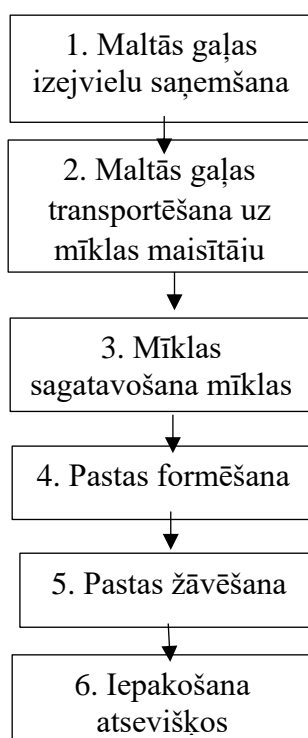 1. Maltās gaļas
izejvielu saņemšana
2. Maltās gaļas
transportēšana uz
mīklas maisītāju
3. Mīklas
sagatavošana mīklas
4. Pastas formēšana
5. Pastas žāvēšana
6. Iepakošana
atsevišķos